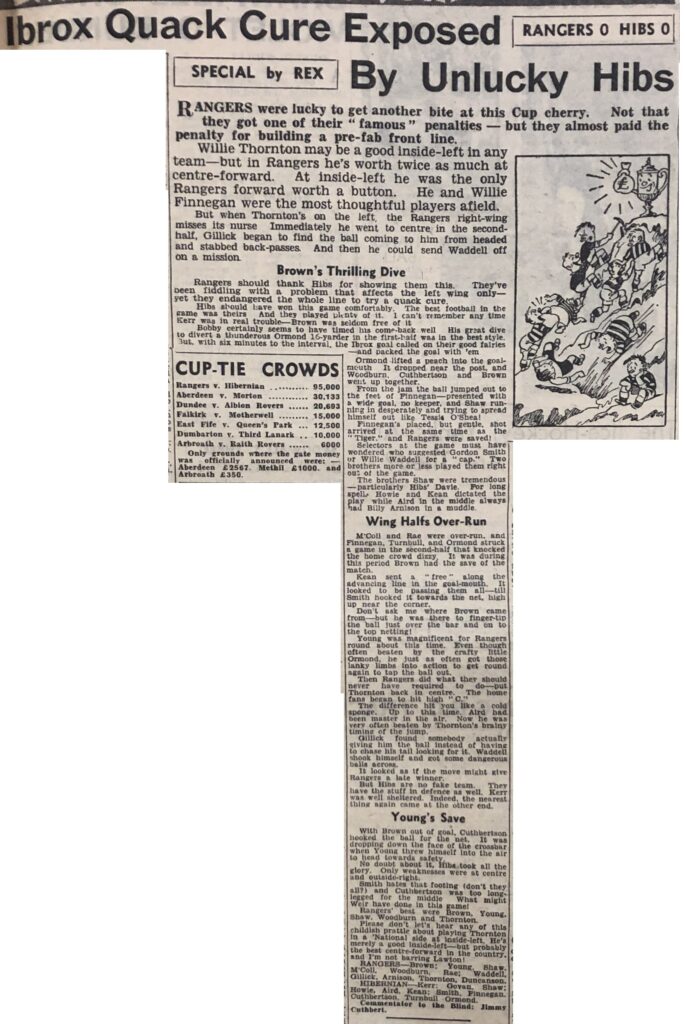 Ibrox Quack Cure Exposed
RANGERS 0 HIBS 0
SPECIAL by REX
By Unlucky Hibs
RANGERS were lucky to get another bite at this Cup cherry. Not that
they got one of their "famous" penalties — but they almost paid the
penalty for building a pre-fab front line.
Willie Thornton may be a good inside-left in any
team—but in Rangers he's worth twice as much at
centre-forward. At inside-left he was the only
Rangers forward worth a button. He and Willie
Finnegan were the most thoughtful players afield.
But when Thornton's on the left, the Rangers right-wing
misses its nurse Immediately he went to centre in the second-
half, Gillick began to find the ball coming to him from headed
and stabbed back-passes. And then he could send Waddell off
on a mission.
Brown's Thrilling Dive
Rangers should thank Hibs for showing them this. They've
been fiddling with a problem that affects the left wing only—
yet they endangered the whole line to try a quack cure.
Hibs should have won this game comfortably. The best football in the
game was theirs And they played plenty of it. I can't remember any time
Kerr was in real trouble—Brown was seldom free of it
Bobby certainly seems to have timed his come-back well His great dive
to divert a thunderous Ormond 16-yarder in the first-half was in the best style.
But, with six minutes to the interval, the Ibrox goal called on their good fairies
—and packed the goal with 'em
Ormond lifted a peach into the goal-
mouth It dropped near the post, and
Woodburn, Cuthbertson and Brown
went up together.
From the jam the ball jumped out to
the feet of Finnegan—presented with
a wide goal, no keeper, and Shaw run-
ning in desperately and trying to spread
himself out like Tessie O'Shea!
Finnegan's placed, but gentle, shot
arrived at the same time as the
"Tiger," and Rangers were saved!
Selectors at the game must have
wondered who suggested Gordon Smith
or Willie Waddell for a "cap." Two
brothers more or less played them right
out of the game.
The brothers Shaw were tremendous
—particularly Hibs' Davie. For long
spells Howie and Kean dictated the
play while Aird in the middle always
had Billy Arnison in a muddle.
CUP-TIE CROWDS
Rangers v. Hibernian .......... 95,000
Aberdeen v. Morton .......... 30,133
Dundee v. Albion Rovers ...... 20,693
Falkirk v. Motherwell ........ 15,000
East Fife v. Queen's Park .... 12,500
Dumbarton v. Third Lanark .. 10,000
Arbroath v. Raith Rovers ...... 6000
Only grounds where the gate money
was officially announced were:—
Aberdeen £2567. Methil £1000, and
Arbroath £350.
Wing Halfs Over-Run
M'Coll and Rae were over-run, and
Finnegan, Turnbull, and Ormond struck
a game in the second-half that knocked
the home crowd dizzy. It was during
this period Brown had the save of the
match.
Kean sent a "free" along the
advancing line in the goal-mouth. It
looked to be passing them all—till
Smith hooked it towards the net, high
up near the corner.
Don't ask me where Brown came
from—but he was there to finger-tip
the ball just over the bar and on to
the top netting!
Young was magnificent for Rangers
round about this time. Even though
often beaten by the crafty little
Ormond, he just as often got those
lanky limbs into action to get round
again to tap the ball out.
Then Rangers did what they should
never have required to do—put
Thornton back in centre. The home
fans began to hit high "C."
The difference hit you like a cold
sponge. Up to this time, Aird had
been master in the air. Now he was
very often beaten by Thornton's brainy
timing of the jump.
Gillick found somebody actually
giving him the ball instead of having
to chase his tail looking for it. Waddell
shook himself and got some dangerous
balls across.
It looked as if the move might give
Rangers a late winner.
But Hibs are no fake team. They
have the stuff in defence as well. Kerr
was well sheltered. Indeed, the nearest
thing again came at the other end.
Young's Save
With Brown out of goal, Cuthbertson
hooked the ball for the net. It was
dropping down the face of the crossbar
when Young threw himself into the air
to head towards safety.
No doubt about it, Hibs took all the
glory. Only weaknesses were at centre
and outside-right.
Smith hates that footing (don't they
all?) and Cuthbertson was too long-
legged for the middle What might
Weir have done in this game!
Rangers' best were Brown, Young,
Shaw, Woodburn and Thornton.
Please don't let's hear any of this
childish prattle about playing Thornton
in a 'National side at inside-left. He's
merely a good inside-left—but probably
the best centre-forward in the country,
and I'm not barring Lawton!
RANGERS—Brown; Young, Shaw,
M'Coll, Woodburn, Rae; Waddell,
Gillick, Arnison, Thornton, Duncanson.
HIBERNIAN—Kerr; Govan, Shaw;
Howie, Aird, Kean; Smith, Finnegan,
Cuthbertson, Turnbull Ormond.
Commentator to the Blind: Jimmy
Cuthbert.